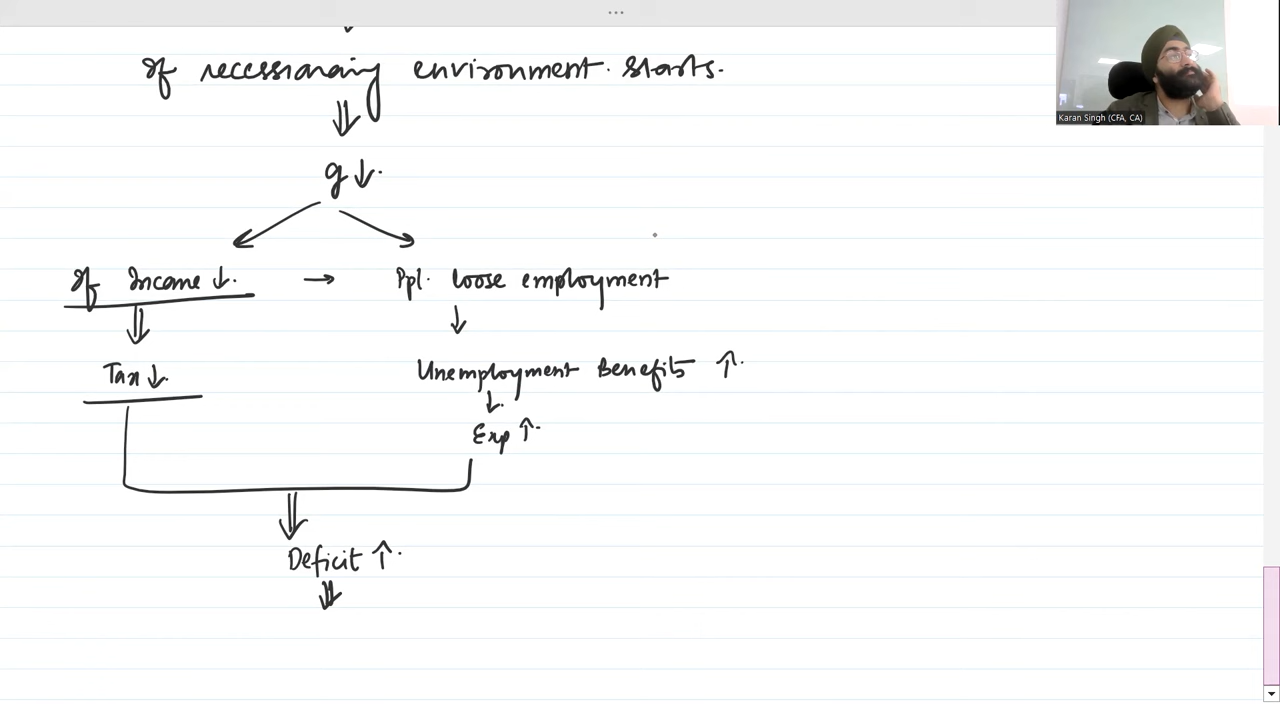 If recessionary environment starts.
Karan Singh (CFA, CA)
⇓
g ↓.
If Income ↓. → Ppl. loose employment
⇓ ↓
Tax ↓ Unemployment Benefits ↑.
↓
Exp ↑.
⇓
Deficit ↑.
⇓